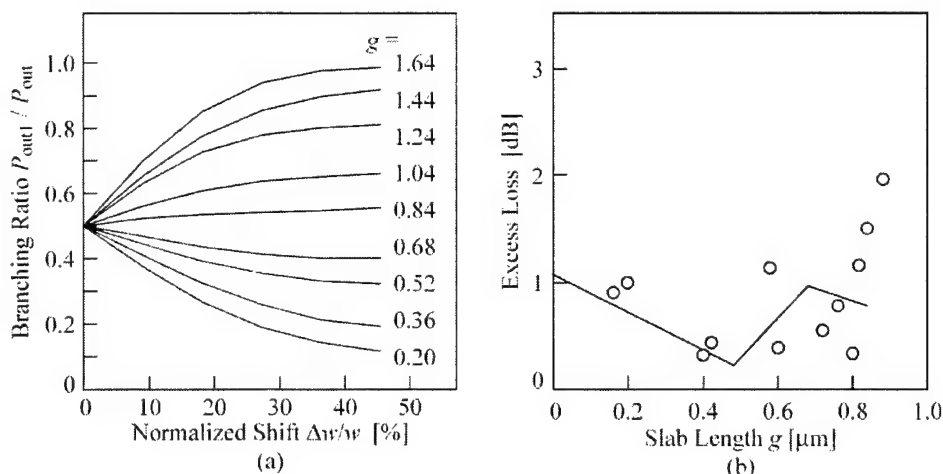 g =
1.64
1.44
1.24
1.04
0.84
0.68
0.52
0.36
0.20
1.0
0.8
0.6
0.4
0.2
0
Branching Ratio Pout1 / Pout
0 10 20 30 40 50
Normalized Shift Δw/w [%]
(a)
3
2
1
0
Excess Loss [dB]
0 0.2 0.4 0.6 0.8 1.0
Slab Length g [μm]
(b)